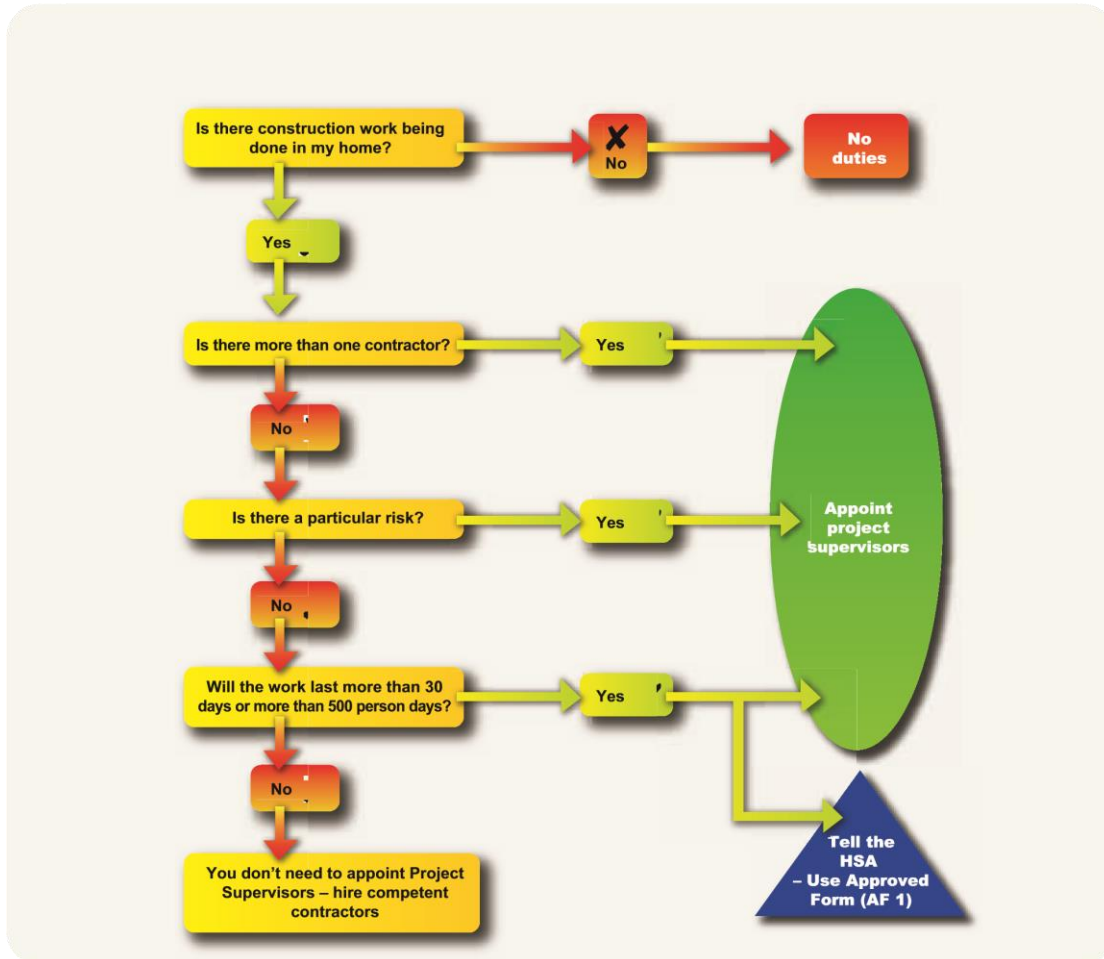 Is there construction work being
done in my home?
✗
No
No
duties
Yes
Is there more than one contractor?
Yes
No
Is there a particular risk?
Yes
Appoint
project
supervisors
No
Will the work last more than 30
days or more than 500 person days?
Yes
No
You don’t need to appoint Project
Supervisors – hire competent
contractors
Tell the
HSA
– Use Approved
Form (AF 1)